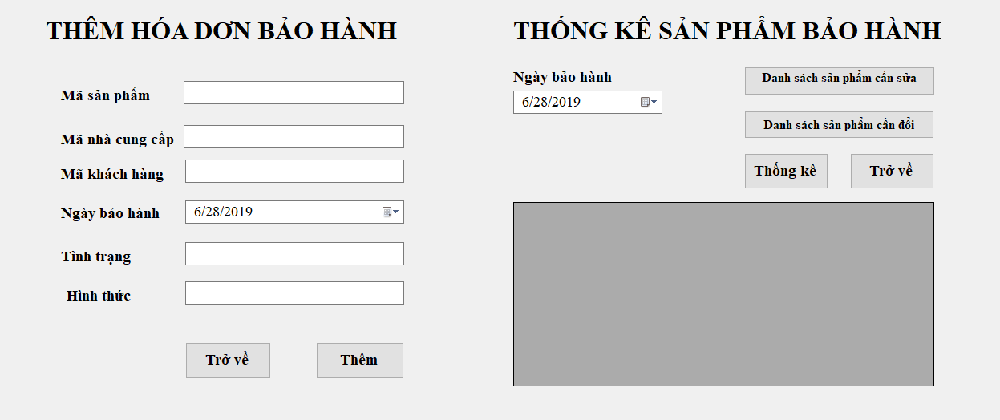 THÊM HÓA ĐƠN BẢO HÀNH
Mã sản phẩm
Mã nhà cung cấp
Mã khách hàng
Ngày bảo hành
6/28/2019
Tình trạng
Hình thức
Trở về
Thêm
THỐNG KÊ SẢN PHẨM BẢO HÀNH
Ngày bảo hành
6/28/2019
Danh sách sản phẩm cần sửa
Danh sách sản phẩm cần đổi
Thống kê
Trở về